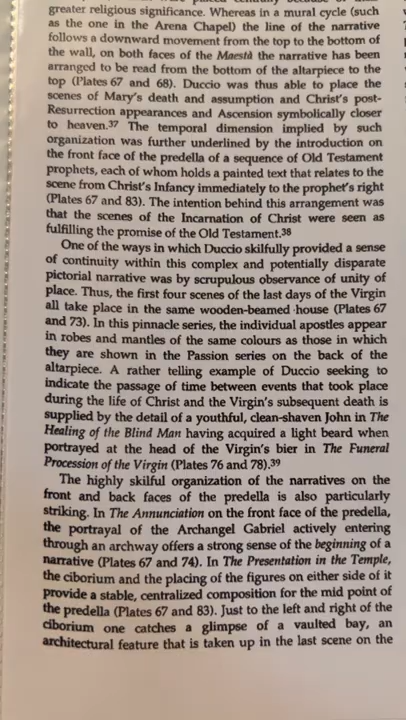 greater religious significance. Whereas in a mural cycle (such
as the one in the Arena Chapel) the line of the narrative
follows a downward movement from the top to the bottom of
the wall, on both faces of the Maestà the narrative has been
arranged to be read from the bottom of the altarpiece to the
top (Plates 67 and 68). Duccio was thus able to place the
scenes of Mary's death and assumption and Christ's post-
Resurrection appearances and Ascension symbolically closer
to heaven.37 The temporal dimension implied by such
organization was further underlined by the introduction on
the front face of the predella of a sequence of Old Testament
prophets, each of whom holds a painted text that relates to the
scene from Christ's Infancy immediately to the prophet's right
(Plates 67 and 83). The intention behind this arrangement was
that the scenes of the Incarnation of Christ were seen as
fulfilling the promise of the Old Testament.38
One of the ways in which Duccio skilfully provided a sense
of continuity within this complex and potentially disparate
pictorial narrative was by scrupulous observance of unity of
place. Thus, the first four scenes of the last days of the Virgin
all take place in the same wooden-beamed house (Plates 67
and 73). In this pinnacle series, the individual apostles appear
in robes and mantles of the same colours as those in which
they are shown in the Passion series on the back of the
altarpiece. A rather telling example of Duccio seeking to
indicate the passage of time between events that took place
during the life of Christ and the Virgin's subsequent death is
supplied by the detail of a youthful, clean-shaven John in The
Healing of the Blind Man having acquired a light beard when
portrayed at the head of the Virgin's bier in The Funeral
Procession of the Virgin (Plates 76 and 78).39
The highly skilful organization of the narratives on the
front and back faces of the predella is also particularly
striking. In The Annunciation on the front face of the predella,
the portrayal of the Archangel Gabriel actively entering
through an archway offers a strong sense of the beginning of a
narrative (Plates 67 and 74). In The Presentation in the Temple,
the ciborium and the placing of the figures on either side of it
provide a stable, centralized composition for the mid point of
the predella (Plates 67 and 83). Just to the left and right of the
ciborium one catches a glimpse of a vaulted bay, an
architectural feature that is taken up in the last scene on the